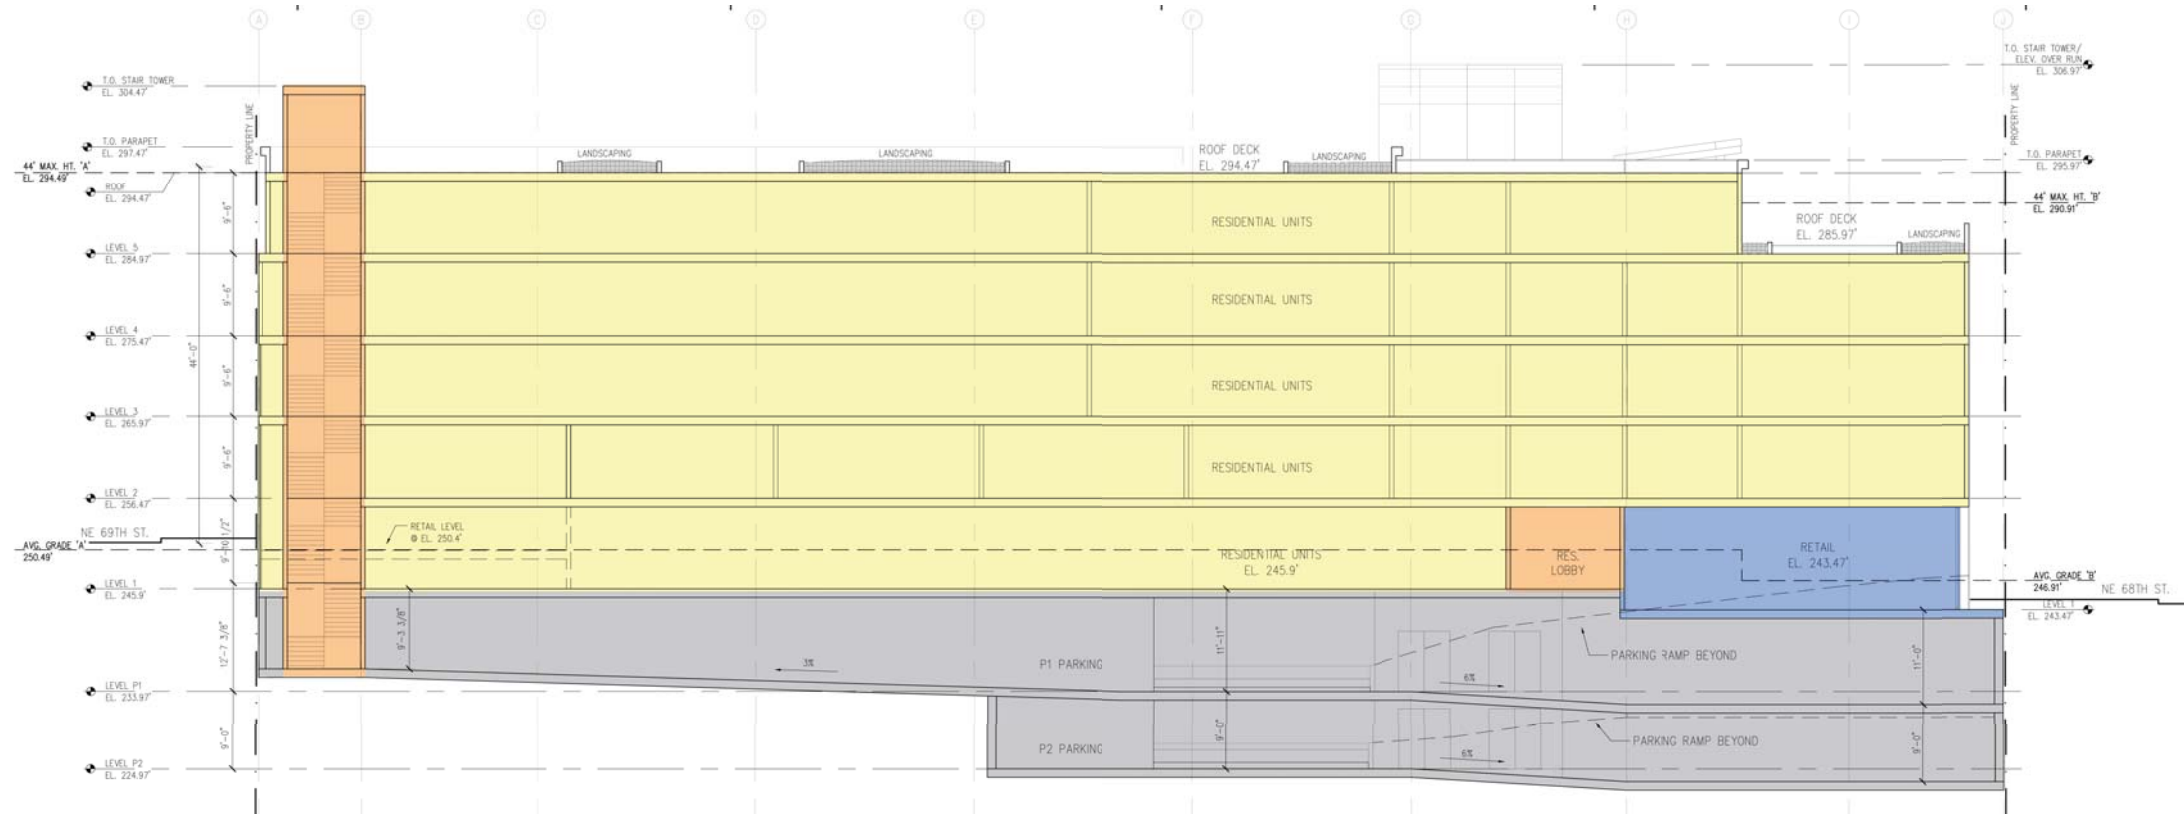 A B C D E F G H I J
T.O. STAIR TOWER
EL. 304.47'
T.O. PARAPET
EL. 297.47'
44' MAX. HT. 'A'
EL. 294.49'
ROOF
EL. 294.47'
LEVEL 5
EL. 284.97'
LEVEL 4
EL. 275.47'
LEVEL 3
EL. 265.97'
LEVEL 2
EL. 256.47'
NE 69TH ST.
AVG. GRADE 'A'
250.49'
LEVEL 1
EL. 245.9'
LEVEL P1
EL. 233.97'
LEVEL P2
EL. 224.97'
PROPERTY LINE
44'-0"
9'-6"
9'-6"
9'-6"
9'-6"
9'-10 1/2"
12'-7 3/8"
9'-0"
LANDSCAPING
LANDSCAPING
ROOF DECK
EL. 294.47'
LANDSCAPING
RESIDENTIAL UNITS
RESIDENTIAL UNITS
RESIDENTIAL UNITS
RESIDENTIAL UNITS
RETAIL LEVEL
@ EL. 250.4'
RESIDENTIAL UNITS
EL. 245.9'
RES.
LOBBY
RETAIL
EL. 243.47'
9'-3 3/8"
3%
P1 PARKING
11'-11"
6%
PARKING RAMP BEYOND
11'-0"
P2 PARKING
9'-0"
6%
PARKING RAMP BEYOND
9'-0"
ROOF DECK
EL. 285.97'
LANDSCAPING
T.O. STAIR TOWER/
ELEV. OVER RUN
EL. 306.97'
PROPERTY LINE
T.O. PARAPET
EL. 295.97'
44' MAX. HT. 'B'
EL. 290.91'
AVG. GRADE 'B'
246.91'
NE 68TH ST.
LEVEL 1
EL. 243.47'